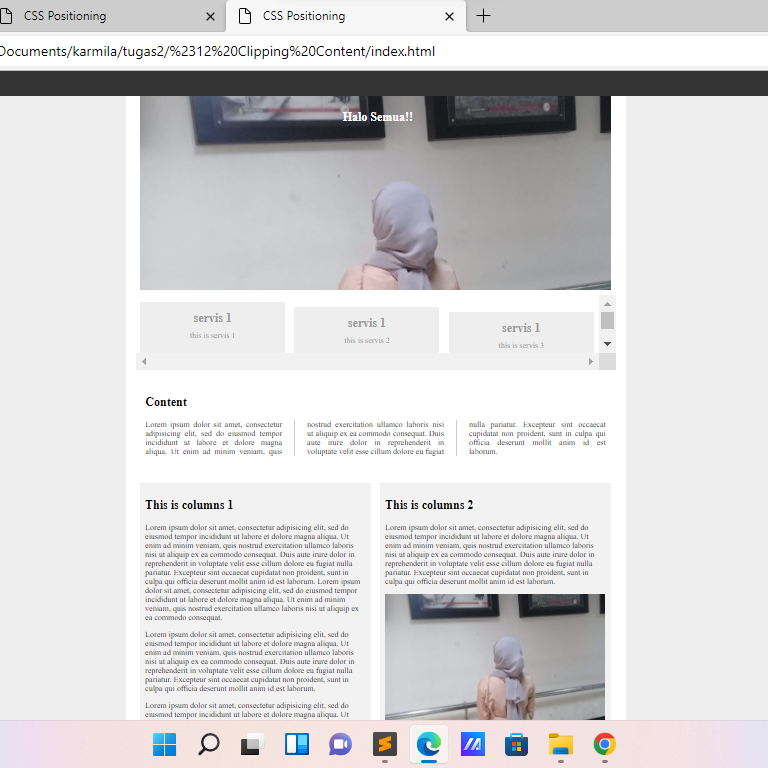 CSS Positioning
CSS Positioning
Documents/karmila/tugas2/%2312%20Clipping%20Content/index.html
Halo Semua!!
servis 1
this is servis 1
servis 1
this is servis 2
servis 1
this is servis 3
Content
Lorem ipsum dolor sit amet, consectetur
adipisicing elit, sed do eiusmod tempor
incididunt ut labore et dolore magna
aliqua. Ut enim ad minim veniam, quis
nostrud exercitation ullamco laboris nisi
ut aliquip ex ea commodo consequat. Duis
aute irure dolor in reprehenderit in
voluptate velit esse cillum dolore eu fugiat
nulla pariatur. Excepteur sint occaecat
cupidatat non proident, sunt in culpa qui
officia deserunt mollit anim id est
laborum.
This is columns 1
Lorem ipsum dolor sit amet, consectetur adipisicing elit, sed do
eiusmod tempor incididunt ut labore et dolore magna aliqua. Ut
enim ad minim veniam, quis nostrud exercitation ullamco laboris
nisi ut aliquip ex ea commodo consequat. Duis aute irure dolor in
reprehenderit in voluptate velit esse cillum dolore eu fugiat nulla
pariatur. Excepteur sint occaecat cupidatat non proident, sunt in
culpa qui officia deserunt mollit anim id est laborum. Lorem ipsum
dolor sit amet, consectetur adipisicing elit, sed do eiusmod tempor
incididunt ut labore et dolore magna aliqua. Ut enim ad minim
veniam, quis nostrud exercitation ullamco laboris nisi ut aliquip ex
ea commodo consequat.
Lorem ipsum dolor sit amet, consectetur adipisicing elit, sed do
eiusmod tempor incididunt ut labore et dolore magna aliqua. Ut
enim ad minim veniam, quis nostrud exercitation ullamco laboris
nisi ut aliquip ex ea commodo consequat. Duis aute irure dolor in
reprehenderit in voluptate velit esse cillum dolore eu fugiat nulla
pariatur. Excepteur sint occaecat cupidatat non proident, sunt in
culpa qui officia deserunt mollit anim id est laborum.
Lorem ipsum dolor sit amet, consectetur adipisicing elit, sed do
eiusmod tempor incididunt ut labore et dolore magna aliqua. Ut
This is columns 2
Lorem ipsum dolor sit amet, consectetur adipisicing elit, sed do
eiusmod tempor incididunt ut labore et dolore magna aliqua. Ut
enim ad minim veniam, quis nostrud exercitation ullamco laboris
nisi ut aliquip ex ea commodo consequat. Duis aute irure dolor in
reprehenderit in voluptate velit esse cillum dolore eu fugiat nulla
pariatur. Excepteur sint occaecat cupidatat non proident, sunt in
culpa qui officia deserunt mollit anim id est laborum.